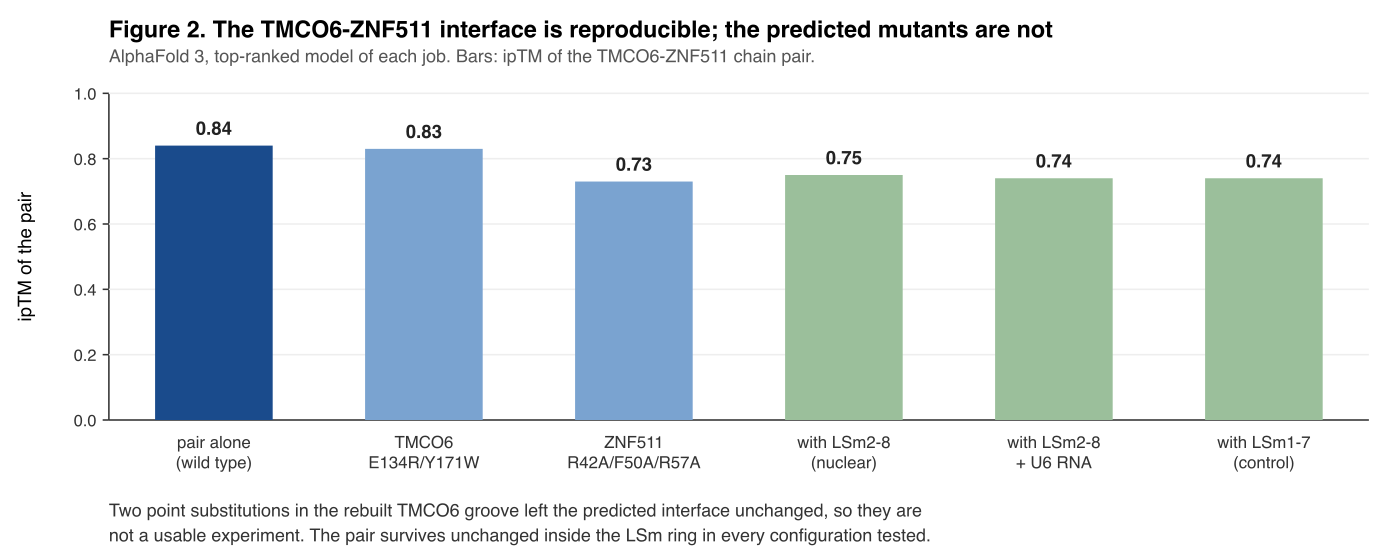 Figure 2. The TMCO6-ZNF511 interface is reproducible; the predicted mutants are not
AlphaFold 3, top-ranked model of each job. Bars: ipTM of the TMCO6-ZNF511 chain pair.
ipTM of the pair
1.0
0.8
0.6
0.4
0.2
0.0
0.84
0.83
0.73
0.75
0.74
0.74
pair alone
(wild type)
TMCO6
E134R/Y171W
ZNF511
R42A/F50A/R57A
with LSm2-8
(nuclear)
with LSm2-8
+ U6 RNA
with LSm1-7
(control)
Two point substitutions in the rebuilt TMCO6 groove left the predicted interface unchanged, so they are
not a usable experiment. The pair survives unchanged inside the LSm ring in every configuration tested.